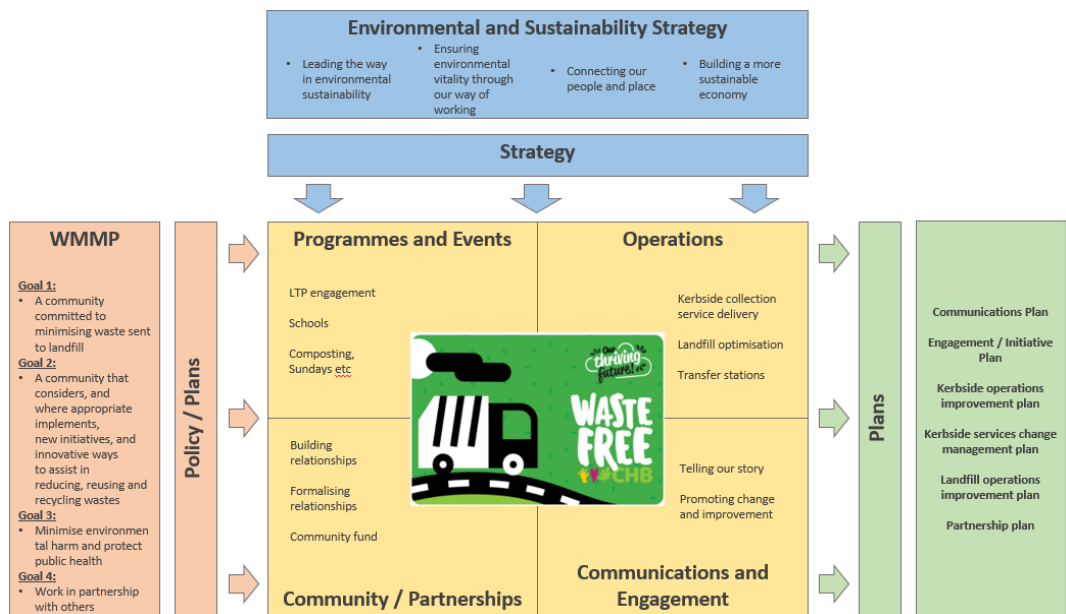 Environmental and Sustainability Strategy
• Leading the way
in environmental
sustainability
• Ensuring
environmental
vitality through
our way of
working
• Connecting our
people and place
• Building a more
sustainable
economy
Strategy
WMMP
Goal 1:
• A community
committed to
minimising waste sent
to landfill
Goal 2:
• A community that
considers, and
where appropriate
implements,
new initiatives, and
innovative ways
to assist in
reducing, reusing and
recycling wastes
Goal 3:
• Minimise environmen
tal harm and protect
public health
Goal 4:
• Work in partnership
with others
Policy / Plans
Programmes and Events
LTP engagement
Schools
Composting,
Sundays etc
Operations
Kerbside collection
service delivery
Landfill optimisation
Transfer stations
Our
thriving
future!
WASTE
FREE
CHB
Building
relationships
Formalising
relationships
Community fund
Community / Partnerships
Telling our story
Promoting change
and improvement
Communications and
Engagement
Plans
Communications Plan
Engagement / Initiative
Plan
Kerbside operations
improvement plan
Kerbside services change
management plan
Landfill operations
improvement plan
Partnership plan